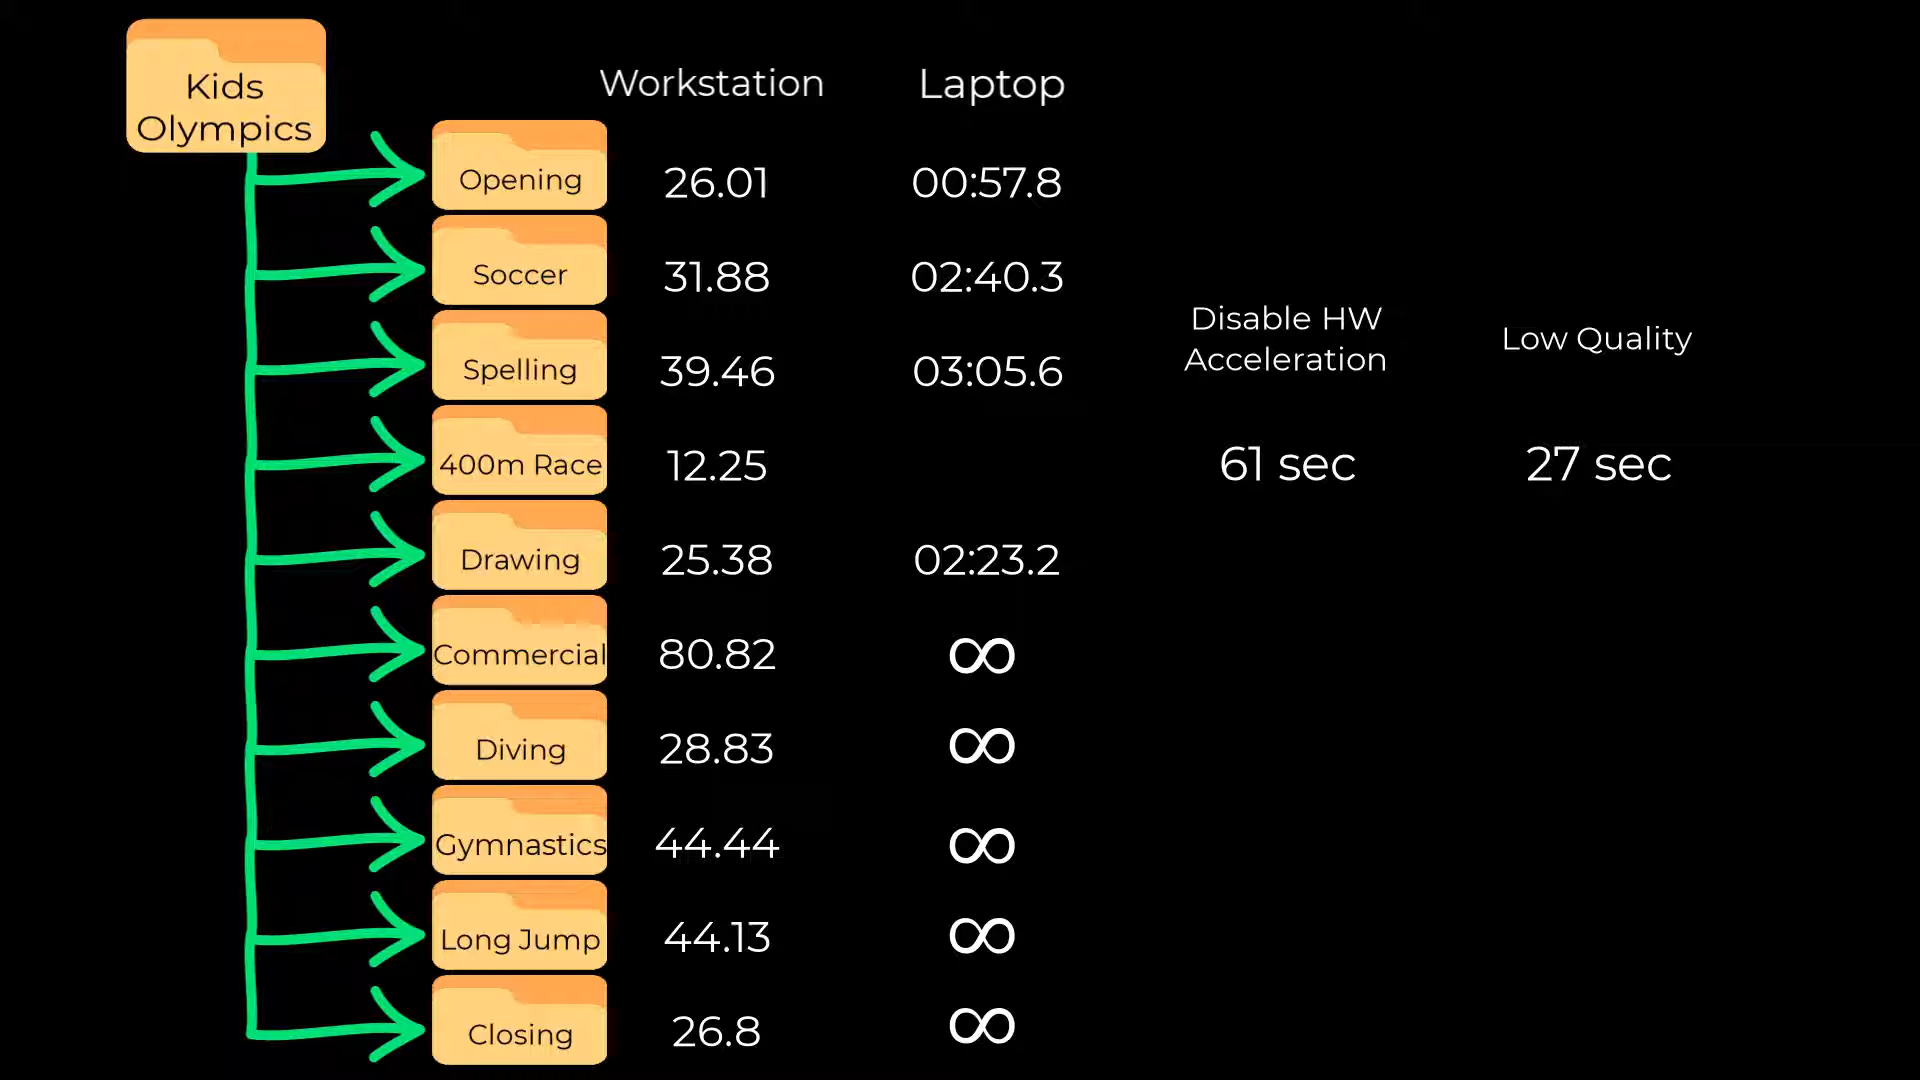 Kids
Olympics
Workstation Laptop
Opening 26.01 00:57.8
Soccer 31.88 02:40.3
Disable HW
Acceleration
Low Quality
Spelling 39.46 03:05.6
400m Race 12.25 61 sec 27 sec
Drawing 25.38 02:23.2
Commercial 80.82 ∞
Diving 28.83 ∞
Gymnastics 44.44 ∞
Long Jump 44.13 ∞
Closing 26.8 ∞